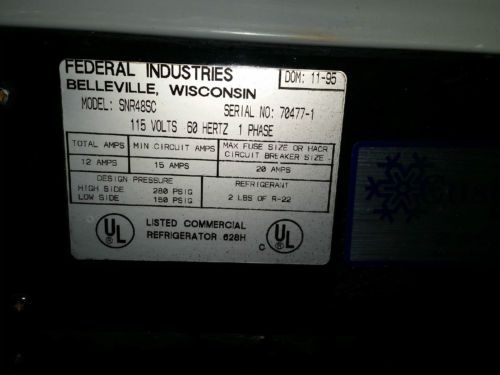 FEDERAL INDUSTRIES
DOM: 11-95
BELLEVILLE, WISCONSIN
MODEL: SNR48SC
SERIAL NO: 70477-1
115 VOLTS 60 HERTZ 1 PHASE
TOTAL AMPS
MIN CIRCUIT AMPS
MAX FUSE SIZE OR HACR
CIRCUIT BREAKER SIZE
12 AMPS
15 AMPS
20 AMPS
DESIGN PRESSURE
REFRIGERANT
HIGH SIDE 280 PSIG
LOW SIDE 150 PSIG
2 LBS OF R-22
UL
LISTED COMMERCIAL
REFRIGERATOR 628H
C UL